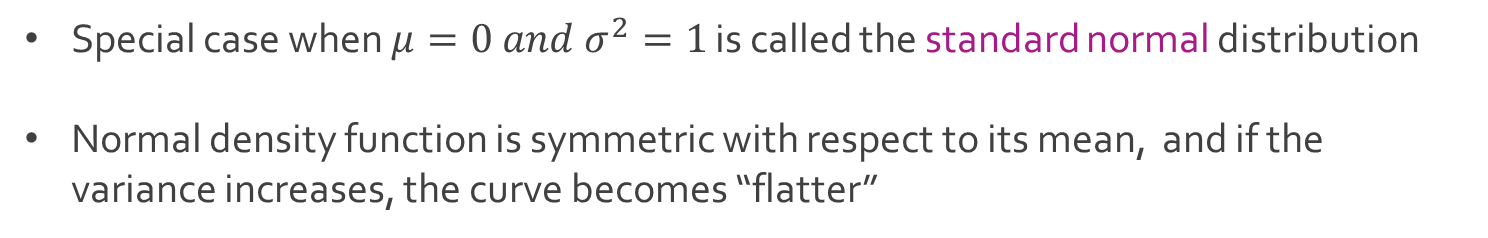 • Special case when 𝜇 = 0 𝑎𝑛𝑑 𝜎² = 1 is called the standard normal distribution
• Normal density function is symmetric with respect to its mean, and if the
variance increases, the curve becomes “flatter”